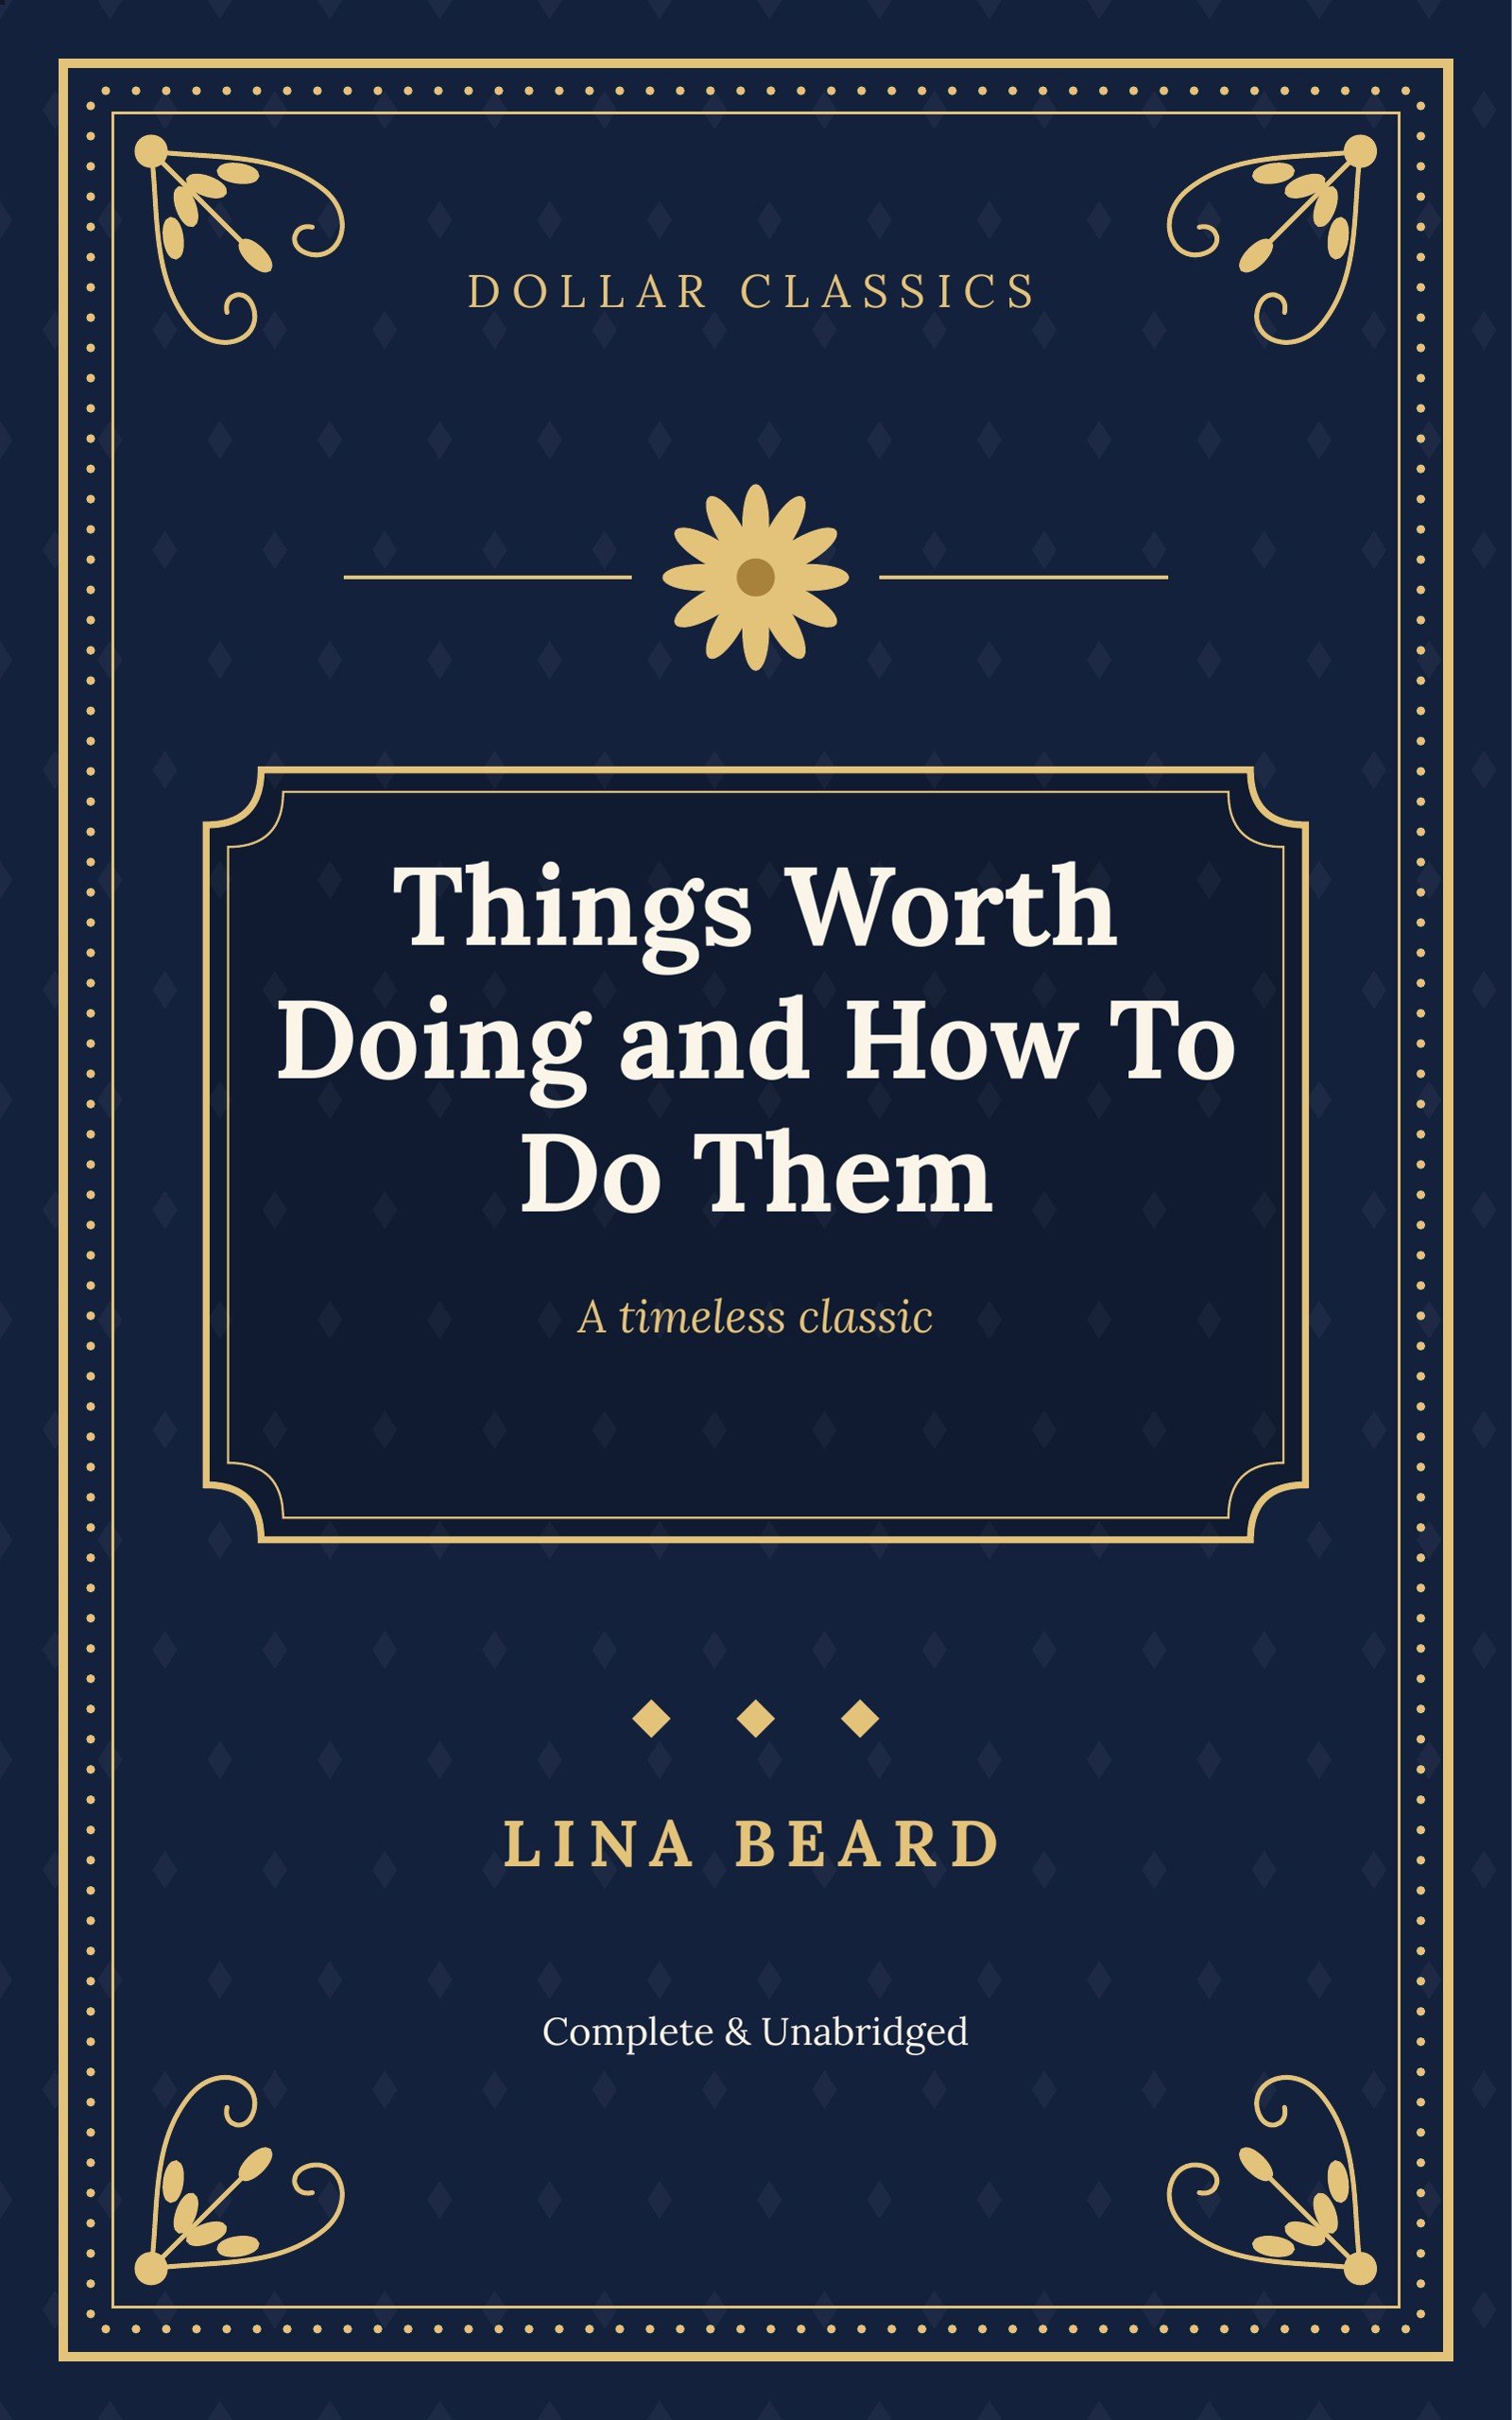 DOLLAR CLASSICS
Things Worth
Doing and How To
Do Them
A timeless classic
LINA BEARD
Complete & Unabridged